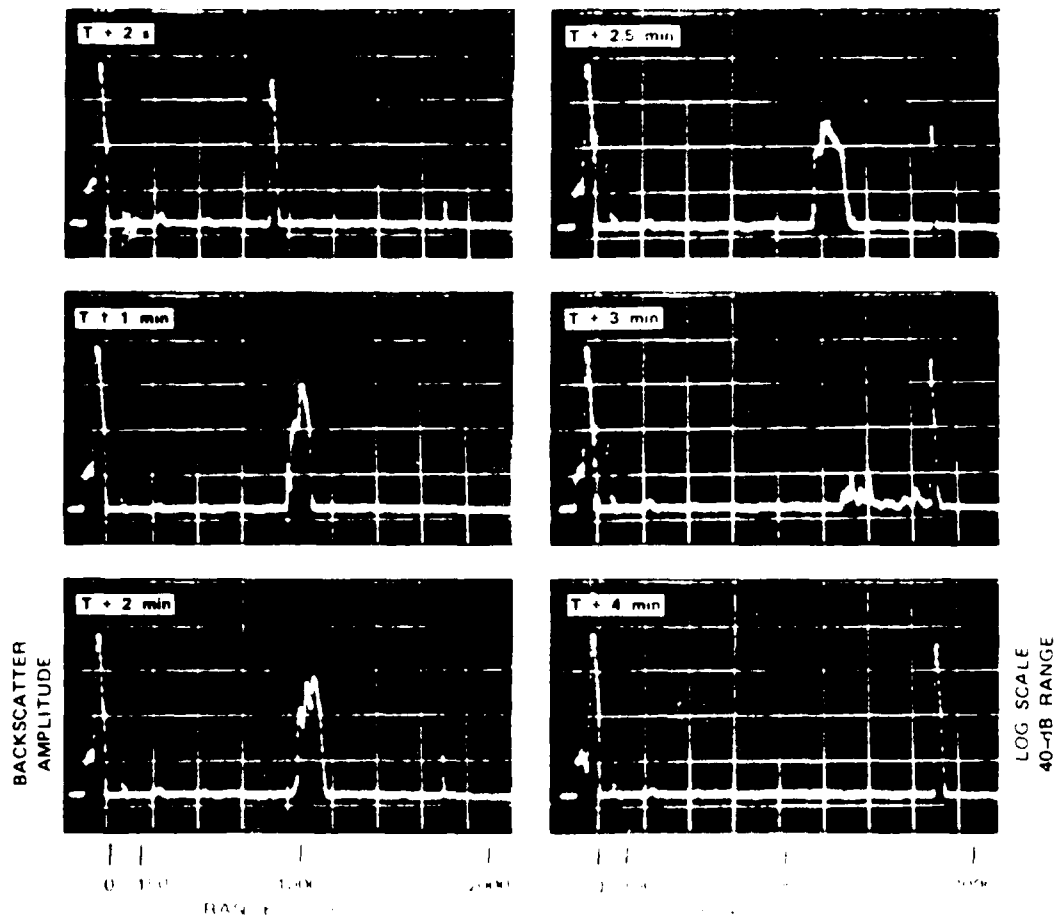 T + 2 s
T + 2.5 min
T + 1 min
T + 3 min
T + 2 min
T + 4 min
BACKSCATTER
AMPLITUDE
LOG SCALE
40-dB RANGE
0
1000
2000
RANGE